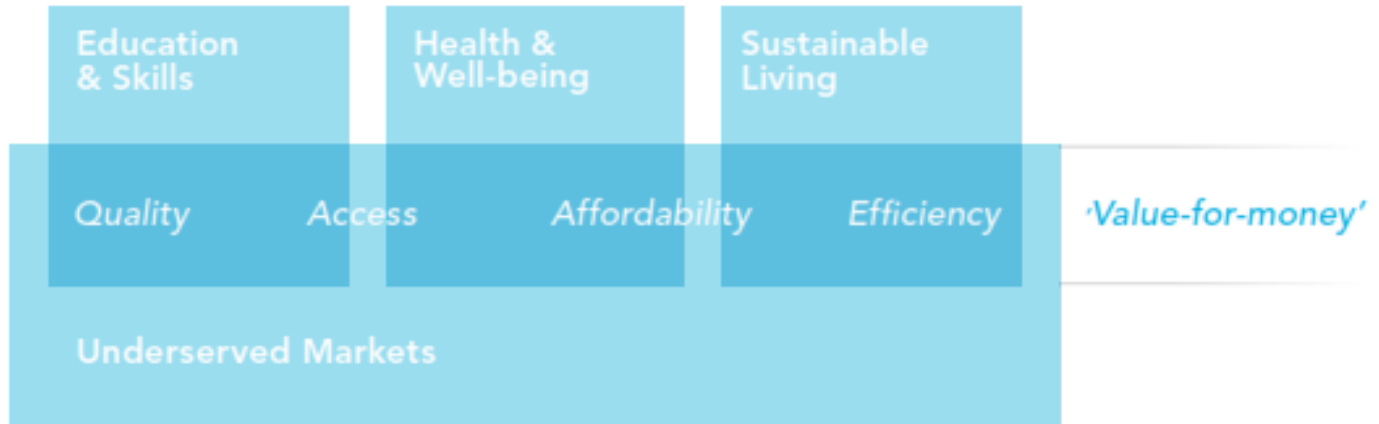 Education
& Skills
Health &
Well-being
Sustainable
Living
Quality Access Affordability Efficiency 'Value-for-money'
Underserved Markets